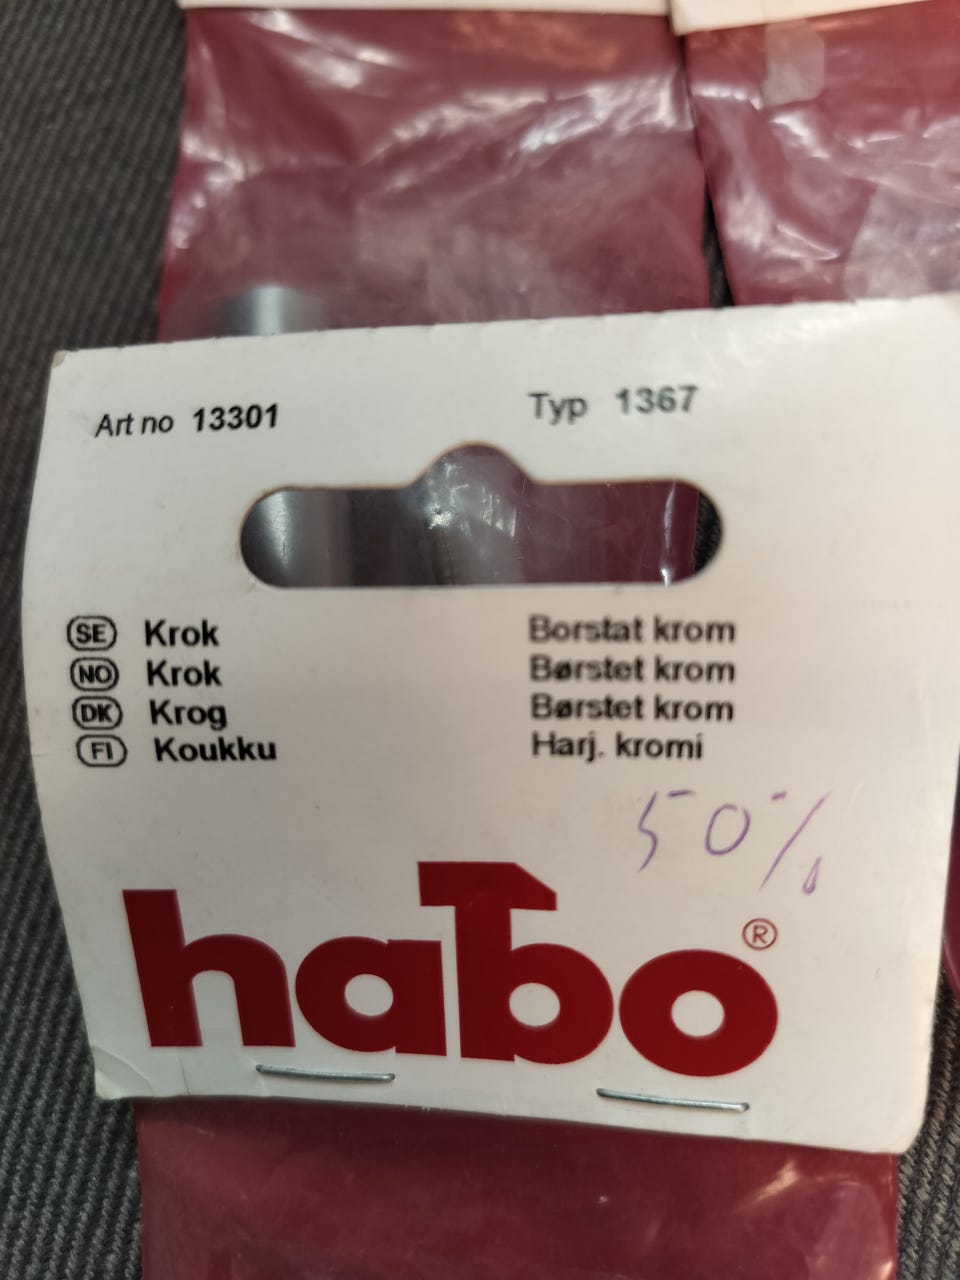 Art no 13301 Typ 1367
SE Krok Borstat krom
NO Krok Børstet krom
DK Krog Børstet krom
FI Koukku Harj. kromi
50%
habo®